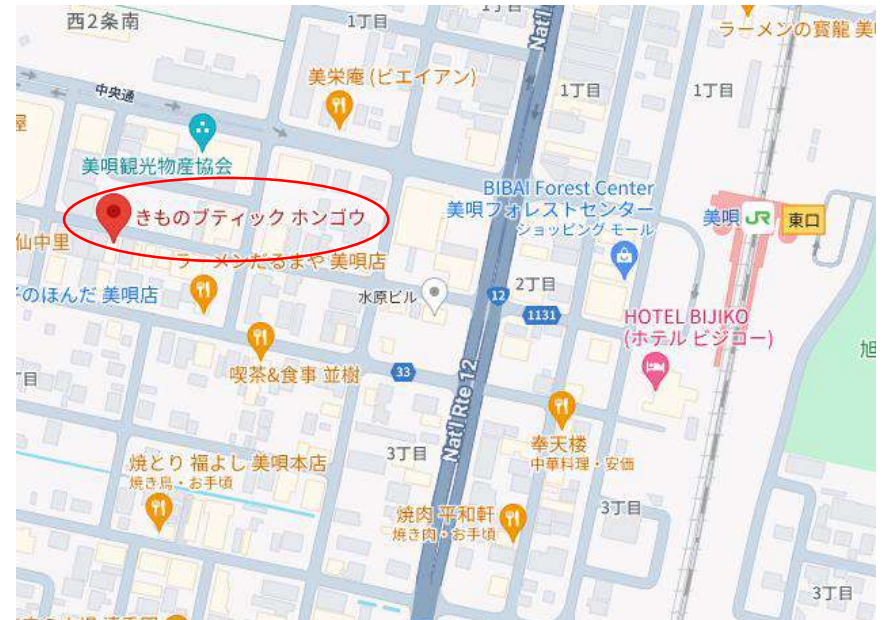 西2条南
1丁目
Nat'l
ラーメンの寳龍 美
美栄庵 (ビエイアン)
1丁目
1丁目
中央通
美唄観光物産協会
BIBAI Forest Center
美唄フォレストセンター
ショッピング モール
きものブティック ホンゴウ
美唄 JR 東口
仙中里
ラーメンだるまや 美唄店
のほんだ 美唄店
水原ビル
12
2丁目
1131
HOTEL BIJIKO
(ホテル ビジコー)
旭
喫茶&食事 並樹
33
Nat'l Rte 12
丁目
奉天楼
中華料理・安価
3丁目
焼とり 福よし 美唄本店
焼き鳥・お手頃
焼肉 平和軒
焼き肉・お手頃
3丁目
3丁目